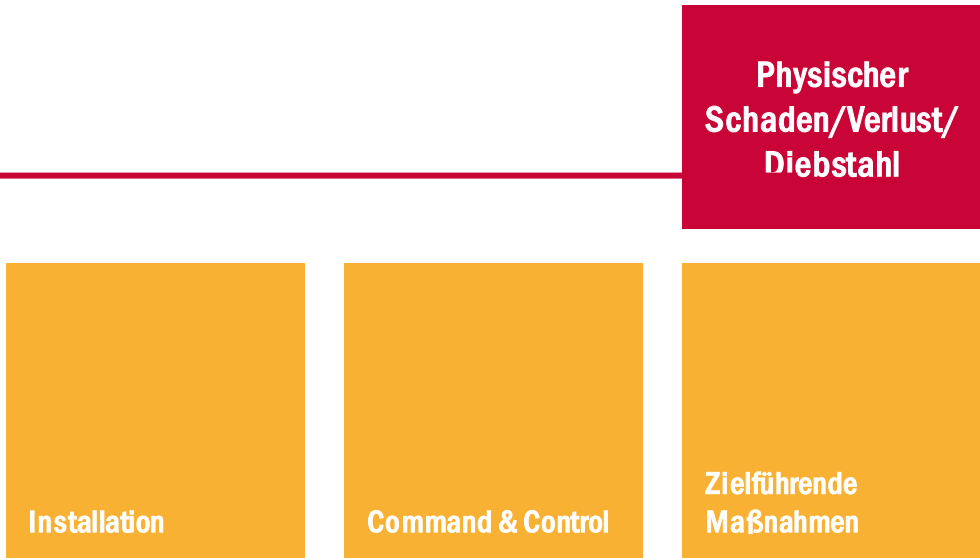 Physischer
Schaden/Verlust/
Diebstahl
Installation
Command & Control
Zielführende
Maßnahmen